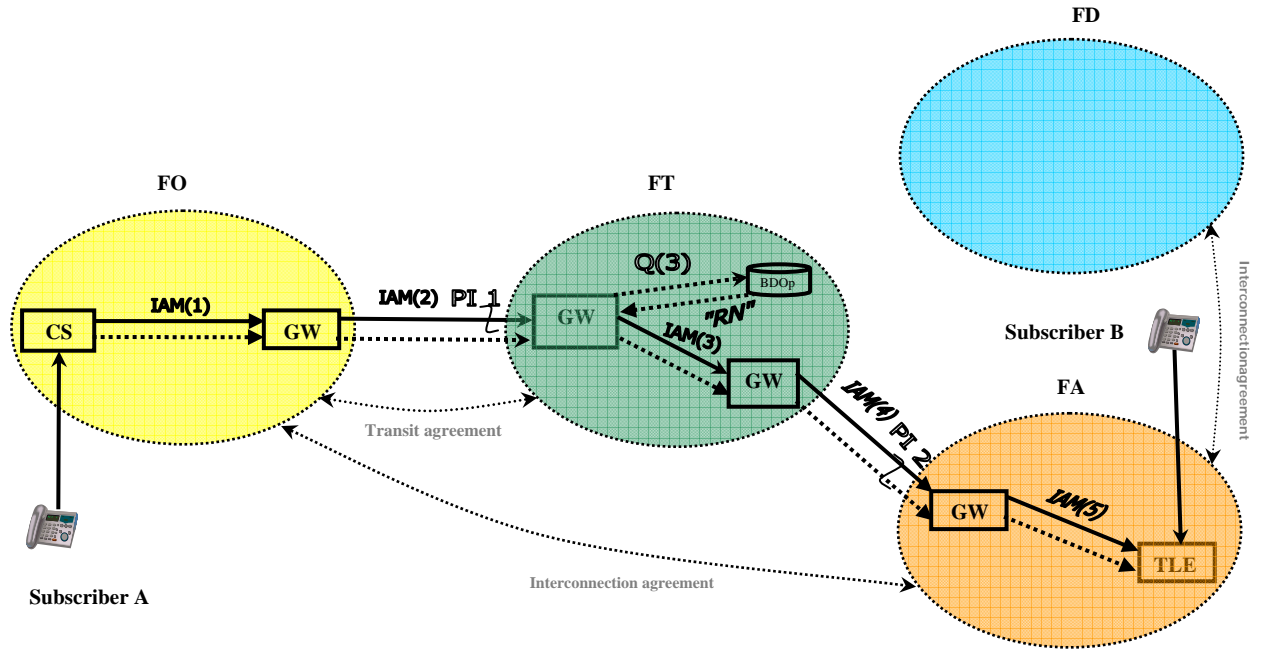 FD
FO
FT
Q(3)
BDOp
"RN"
IAM(1)
IAM(2) PI 1
CS
GW
GW
IAM(3)
GW
Subscriber B
Interconnectionagreement
FA
IAM(4) PI 2
Transit agreement
GW
IAM(5)
TLE
Interconnection agreement
Subscriber A